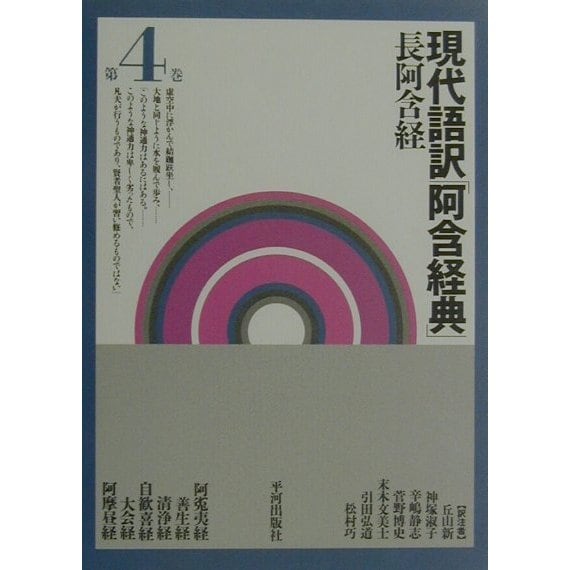 現代語訳「阿含経典」
長阿含経
第4巻
虚空中に浮かんで結跏趺坐し、……
大地と同じように水を履んで歩み、……
「このような神通力はあるにはある。……
このような神通力は卑しく劣ったもので、
凡夫が行うものであり、賢者聖人が習い修めるものではない」
【訳注者】
丘山新
神塚淑子
辛嶋静志
菅野博史
末木文美士
引田弘道
松村巧
平河出版社
阿㝹夷経
善生経
清浄経
自歓喜経
大会経
阿摩昼経